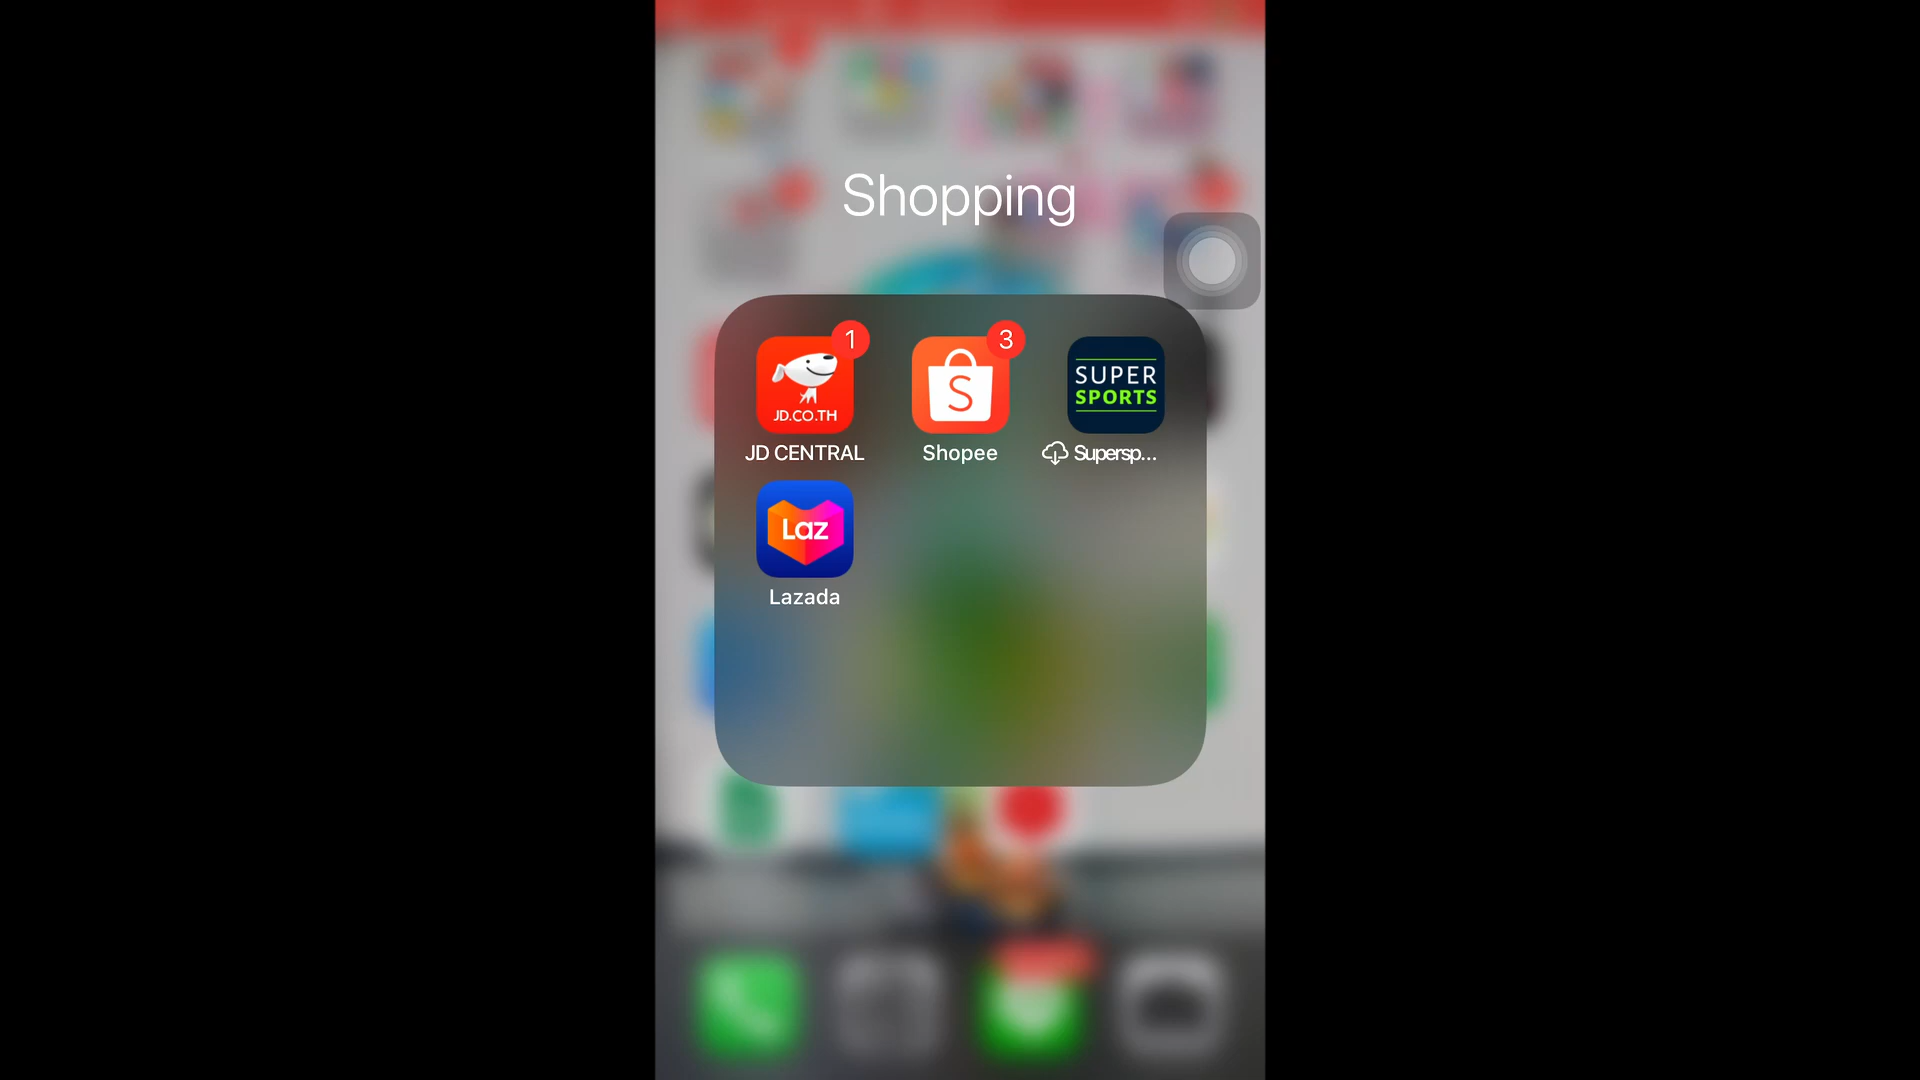 Shopping
1
3
JD.CO.TH
S
SUPER
SPORTS
JD CENTRAL
Shopee
Supersp...
Laz
Lazada